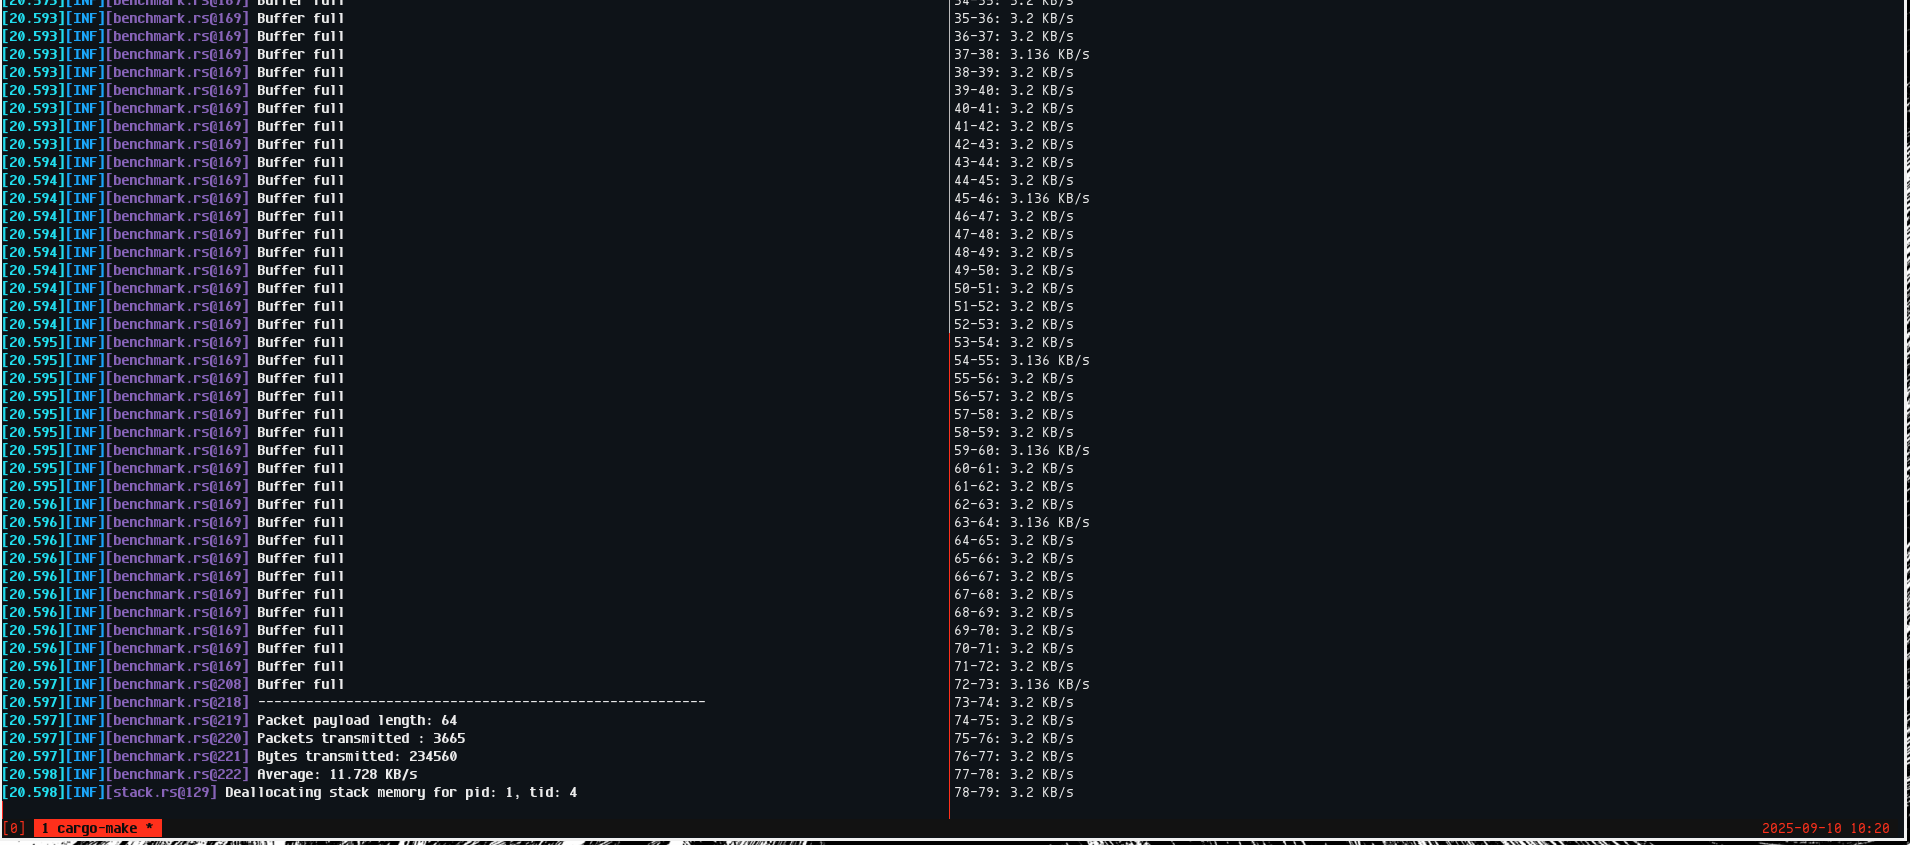 [20.593][INF][benchmark.rs@169] Buffer full
[20.593][INF][benchmark.rs@169] Buffer full
[20.593][INF][benchmark.rs@169] Buffer full
[20.593][INF][benchmark.rs@169] Buffer full
[20.593][INF][benchmark.rs@169] Buffer full
[20.593][INF][benchmark.rs@169] Buffer full
[20.593][INF][benchmark.rs@169] Buffer full
[20.593][INF][benchmark.rs@169] Buffer full
[20.593][INF][benchmark.rs@169] Buffer full
[20.594][INF][benchmark.rs@169] Buffer full
[20.594][INF][benchmark.rs@169] Buffer full
[20.594][INF][benchmark.rs@169] Buffer full
[20.594][INF][benchmark.rs@169] Buffer full
[20.594][INF][benchmark.rs@169] Buffer full
[20.594][INF][benchmark.rs@169] Buffer full
[20.594][INF][benchmark.rs@169] Buffer full
[20.594][INF][benchmark.rs@169] Buffer full
[20.594][INF][benchmark.rs@169] Buffer full
[20.594][INF][benchmark.rs@169] Buffer full
[20.595][INF][benchmark.rs@169] Buffer full
[20.595][INF][benchmark.rs@169] Buffer full
[20.595][INF][benchmark.rs@169] Buffer full
[20.595][INF][benchmark.rs@169] Buffer full
[20.595][INF][benchmark.rs@169] Buffer full
[20.595][INF][benchmark.rs@169] Buffer full
[20.595][INF][benchmark.rs@169] Buffer full
[20.595][INF][benchmark.rs@169] Buffer full
[20.595][INF][benchmark.rs@169] Buffer full
[20.596][INF][benchmark.rs@169] Buffer full
[20.596][INF][benchmark.rs@169] Buffer full
[20.596][INF][benchmark.rs@169] Buffer full
[20.596][INF][benchmark.rs@169] Buffer full
[20.596][INF][benchmark.rs@169] Buffer full
[20.596][INF][benchmark.rs@169] Buffer full
[20.596][INF][benchmark.rs@169] Buffer full
[20.596][INF][benchmark.rs@169] Buffer full
[20.596][INF][benchmark.rs@169] Buffer full
[20.596][INF][benchmark.rs@169] Buffer full
[20.597][INF][benchmark.rs@208] Buffer full
[20.597][INF][benchmark.rs@218] --------------------------------------------------------
[20.597][INF][benchmark.rs@219] Packet payload length: 64
[20.597][INF][benchmark.rs@220] Packets transmitted : 3665
[20.597][INF][benchmark.rs@221] Bytes transmitted: 234560
[20.598][INF][benchmark.rs@222] Average: 11.728 KB/s
[20.598][INF][stack.rs@129] Deallocating stack memory for pid: 1, tid: 4
34-35: 3.2 KB/s
35-36: 3.2 KB/s
36-37: 3.2 KB/s
37-38: 3.136 KB/s
38-39: 3.2 KB/s
39-40: 3.2 KB/s
40-41: 3.2 KB/s
41-42: 3.2 KB/s
42-43: 3.2 KB/s
43-44: 3.2 KB/s
44-45: 3.2 KB/s
45-46: 3.136 KB/s
46-47: 3.2 KB/s
47-48: 3.2 KB/s
48-49: 3.2 KB/s
49-50: 3.2 KB/s
50-51: 3.2 KB/s
51-52: 3.2 KB/s
52-53: 3.2 KB/s
53-54: 3.2 KB/s
54-55: 3.136 KB/s
55-56: 3.2 KB/s
56-57: 3.2 KB/s
57-58: 3.2 KB/s
58-59: 3.2 KB/s
59-60: 3.136 KB/s
60-61: 3.2 KB/s
61-62: 3.2 KB/s
62-63: 3.2 KB/s
63-64: 3.136 KB/s
64-65: 3.2 KB/s
65-66: 3.2 KB/s
66-67: 3.2 KB/s
67-68: 3.2 KB/s
68-69: 3.2 KB/s
69-70: 3.2 KB/s
70-71: 3.2 KB/s
71-72: 3.2 KB/s
72-73: 3.136 KB/s
73-74: 3.2 KB/s
74-75: 3.2 KB/s
75-76: 3.2 KB/s
76-77: 3.2 KB/s
77-78: 3.2 KB/s
78-79: 3.2 KB/s
[0] 1 cargo-make * 2025-09-10 10:20